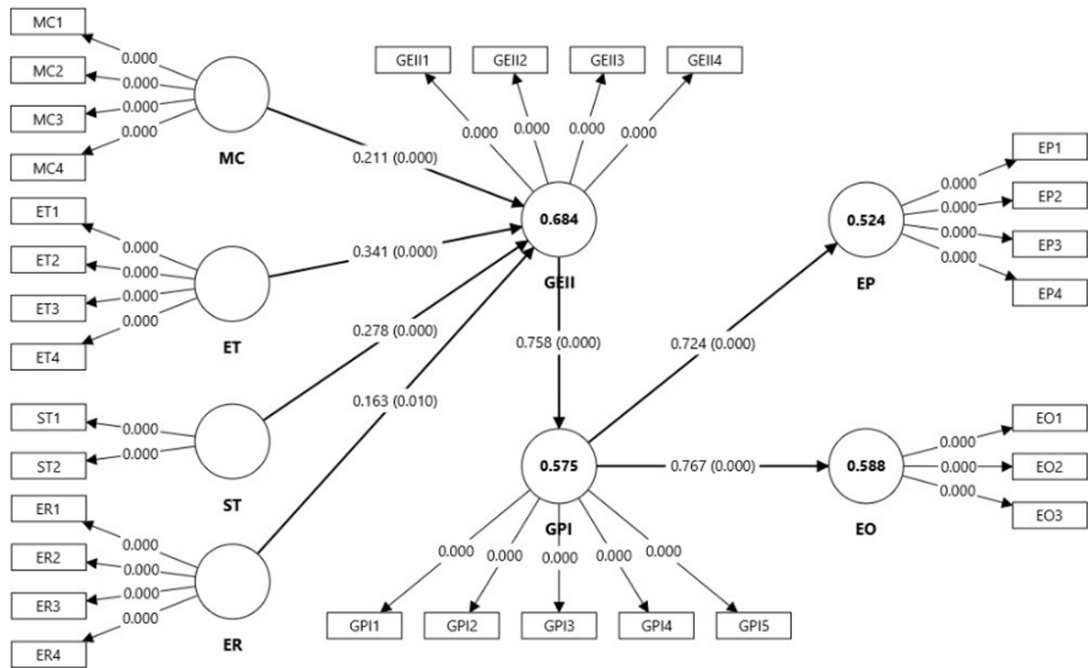 MC1
MC2
MC3
MC4
0.000
0.000
0.000
0.000
MC
ET1
ET2
ET3
ET4
0.000
0.000
0.000
0.000
ET
ST1
ST2
0.000
0.000
ST
ER1
ER2
ER3
ER4
0.000
0.000
0.000
0.000
ER
0.211 (0.000)
0.341 (0.000)
0.278 (0.000)
0.163 (0.010)
GEII1
GEII2
GEII3
GEII4
0.000
0.000
0.000
0.000
0.684
GEII
0.758 (0.000)
0.575
GPI
0.000
0.000
0.000
0.000
0.000
GPI1
GPI2
GPI3
GPI4
GPI5
0.724 (0.000)
0.767 (0.000)
0.524
EP
0.000
0.000
0.000
0.000
EP1
EP2
EP3
EP4
0.588
EO
0.000
0.000
0.000
EO1
EO2
EO3